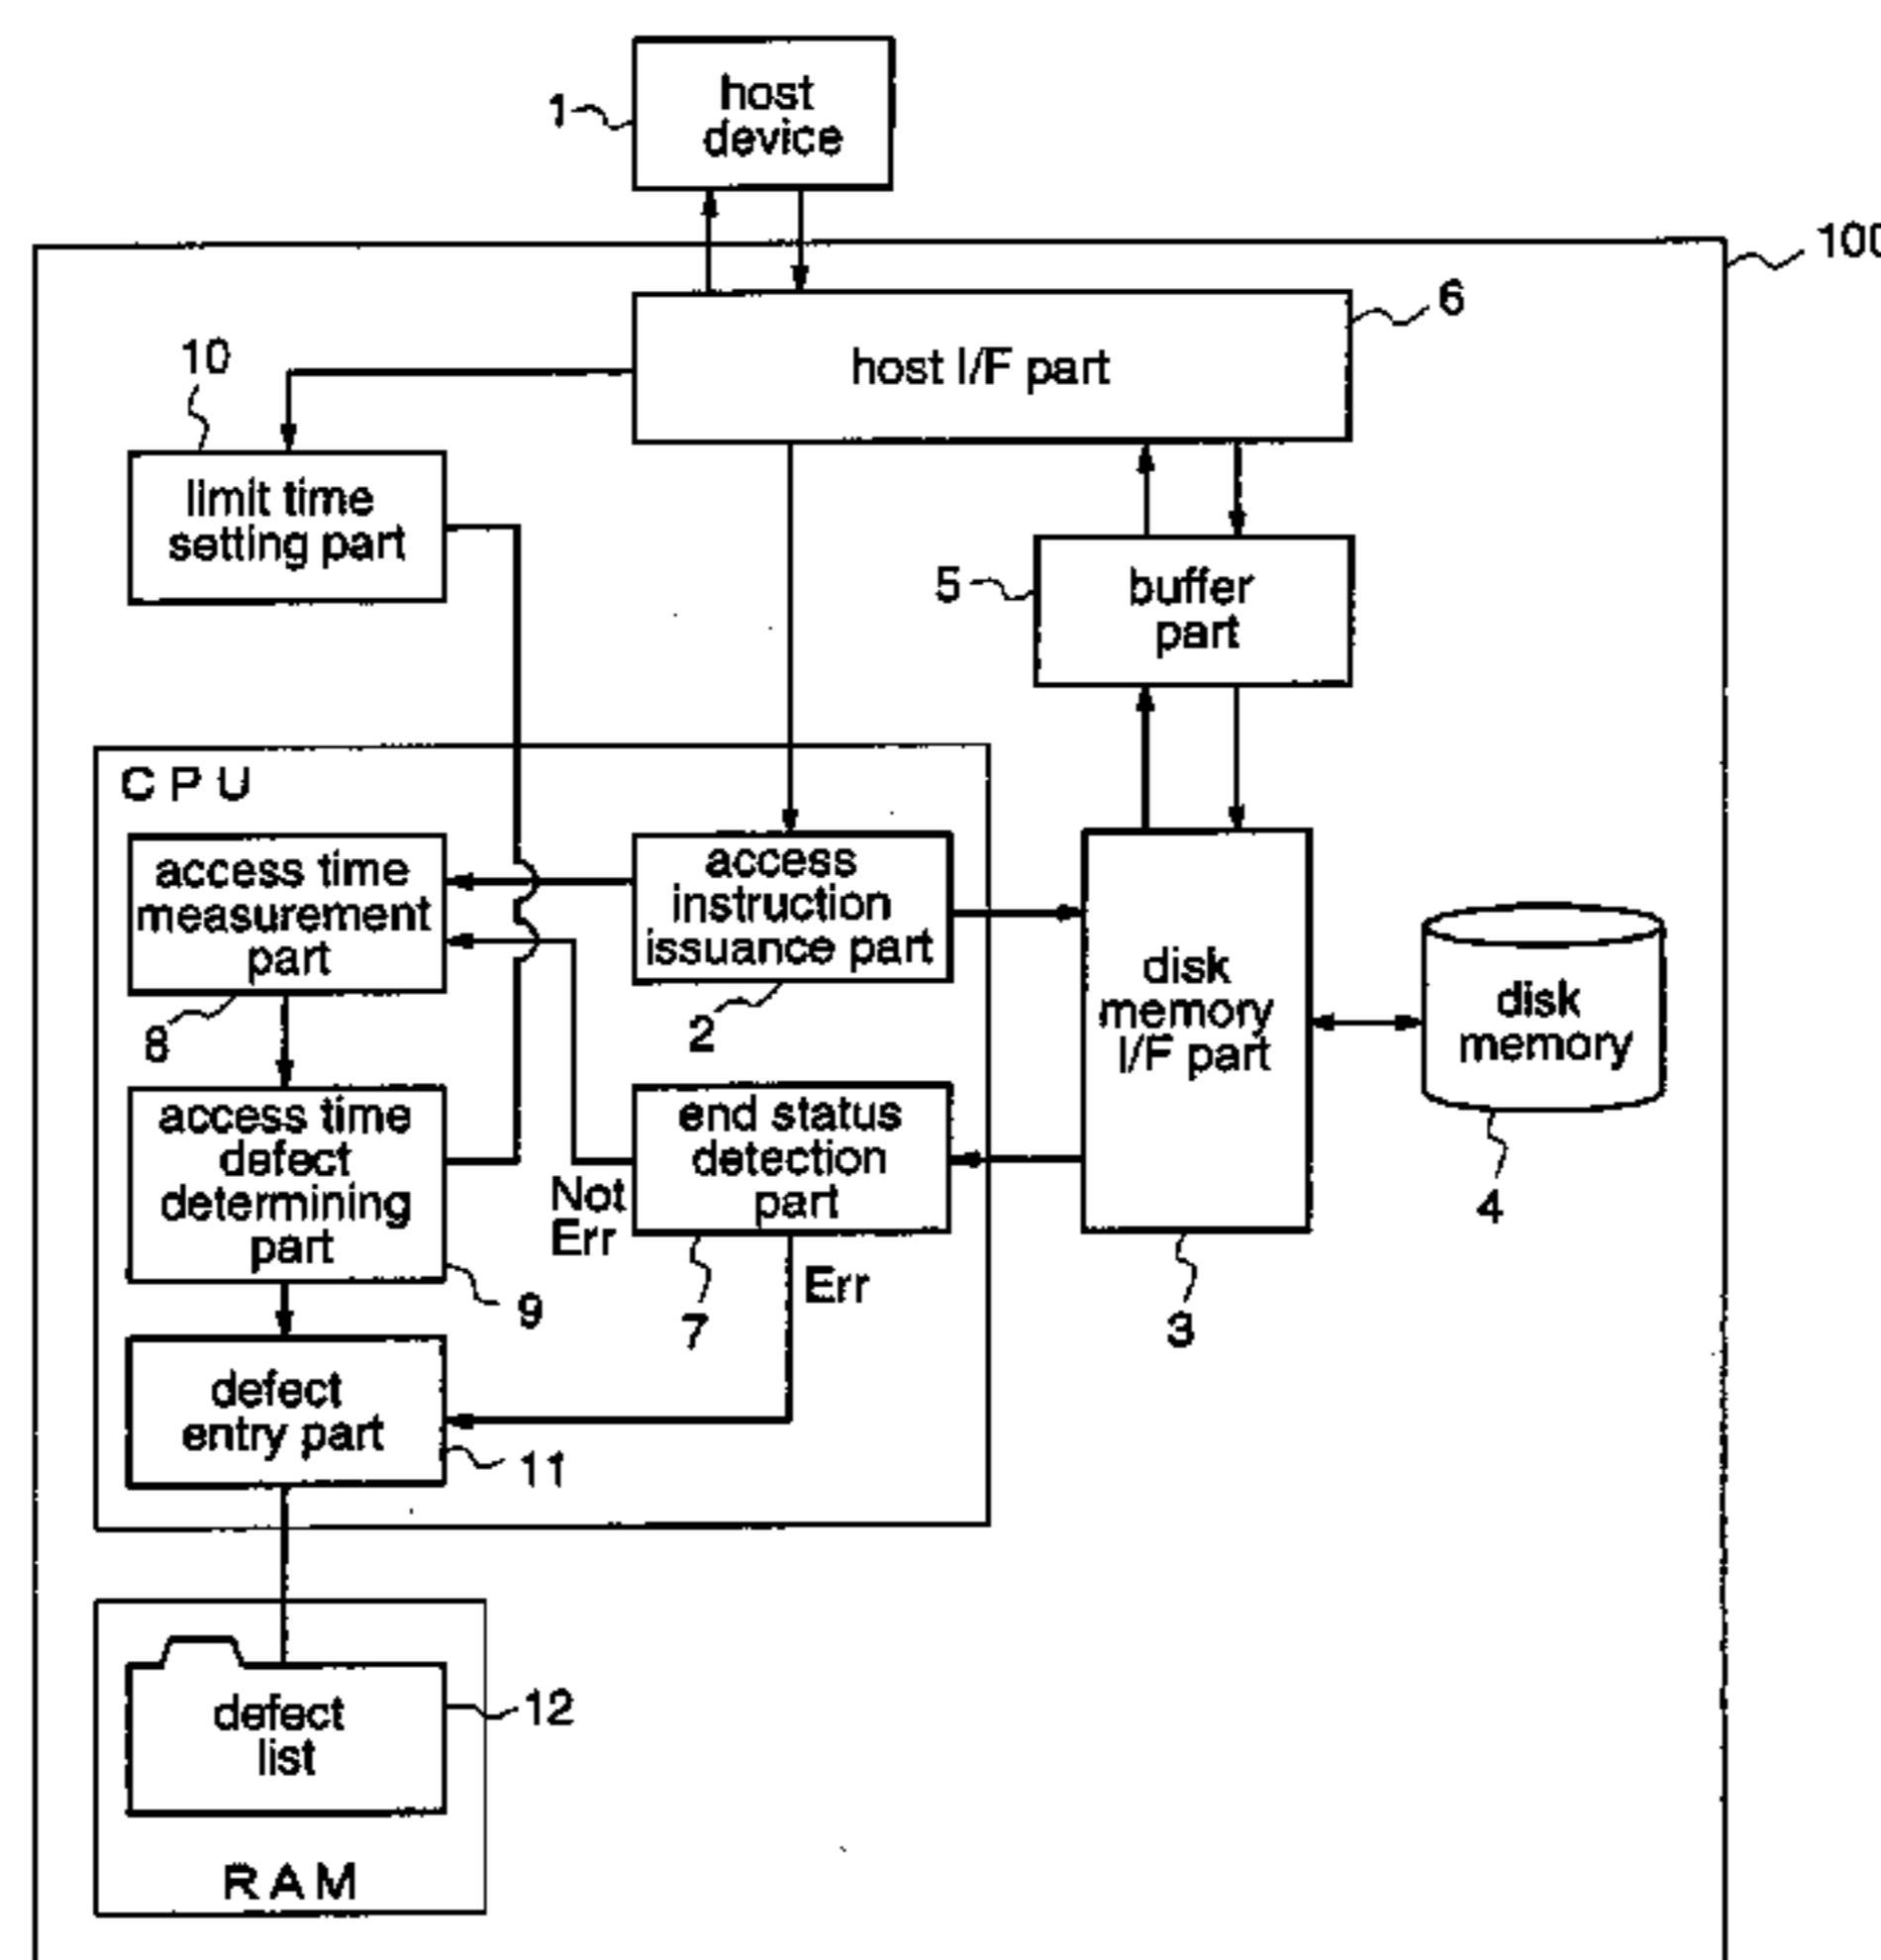 host
device
1
100
6
host I/F part
10
limit time
setting part
5
buffer
part
C P U
access time
measurement
part
access
instruction
issuance part
8
2
disk
memory
I/F part
disk
memory
access time
defect
determining
part
end status
detection
part
Not
Err
Err
4
9
7
3
defect
entry part
11
defect
list
12
R A M